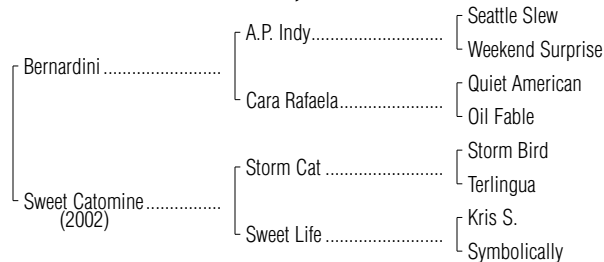 Seattle Slew
A.P. Indy......................
Weekend Surprise
Bernardini .........................
Quiet American
Cara Rafaela....................
Oil Fable
Storm Bird
Storm Cat ......................
Terlingua
Sweet Catomine ................
(2002)
Kris S.
Sweet Life ......................
Symbolically